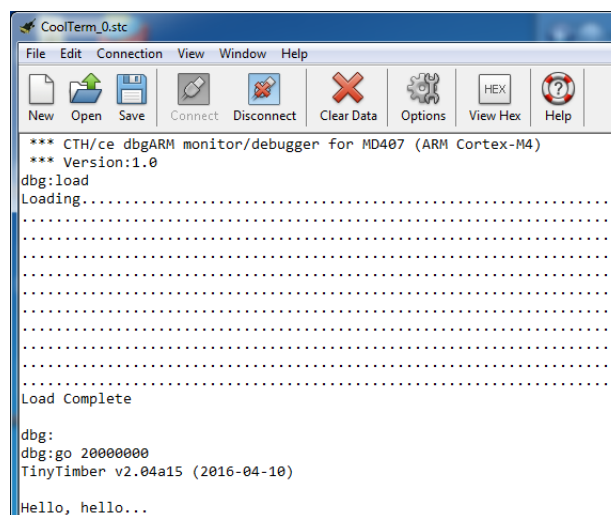 CoolTerm_0.stc
File Edit Connection View Window Help
New Open Save Connect Disconnect Clear Data Options View Hex Help
HEX
*** CTH/ce dbgARM monitor/debugger for MD407 (ARM Cortex-M4)
*** Version:1.0
dbg:load
Loading...................................................................
...........................................................................
...........................................................................
...........................................................................
...........................................................................
...........................................................................
...........................................................................
...........................................................................
...........................................................................
...........................................................................
...........................................................................
Load Complete
dbg:
dbg:go 20000000
TinyTimber v2.04a15 (2016-04-10)
Hello, hello...